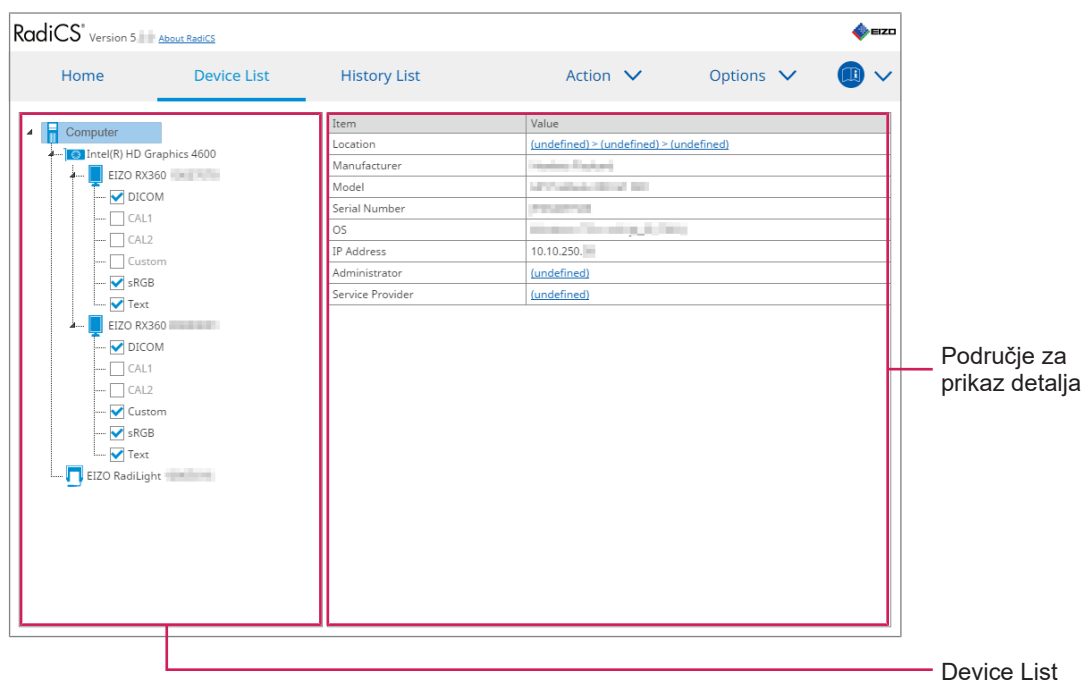 RadiCS® Version 5. About RadiCS
EIZO
Home Device List History List Action Options
Computer
Intel(R) HD Graphics 4600
EIZO RX360
DICOM
CAL1
CAL2
Custom
sRGB
Text
EIZO RX360
DICOM
CAL1
CAL2
Custom
sRGB
Text
EIZO RadiLight
Item Value
Location (undefined) > (undefined) > (undefined)
Manufacturer
Model
Serial Number
OS
IP Address 10.10.250.
Administrator (undefined)
Service Provider (undefined)
Područje za
prikaz detalja
Device List